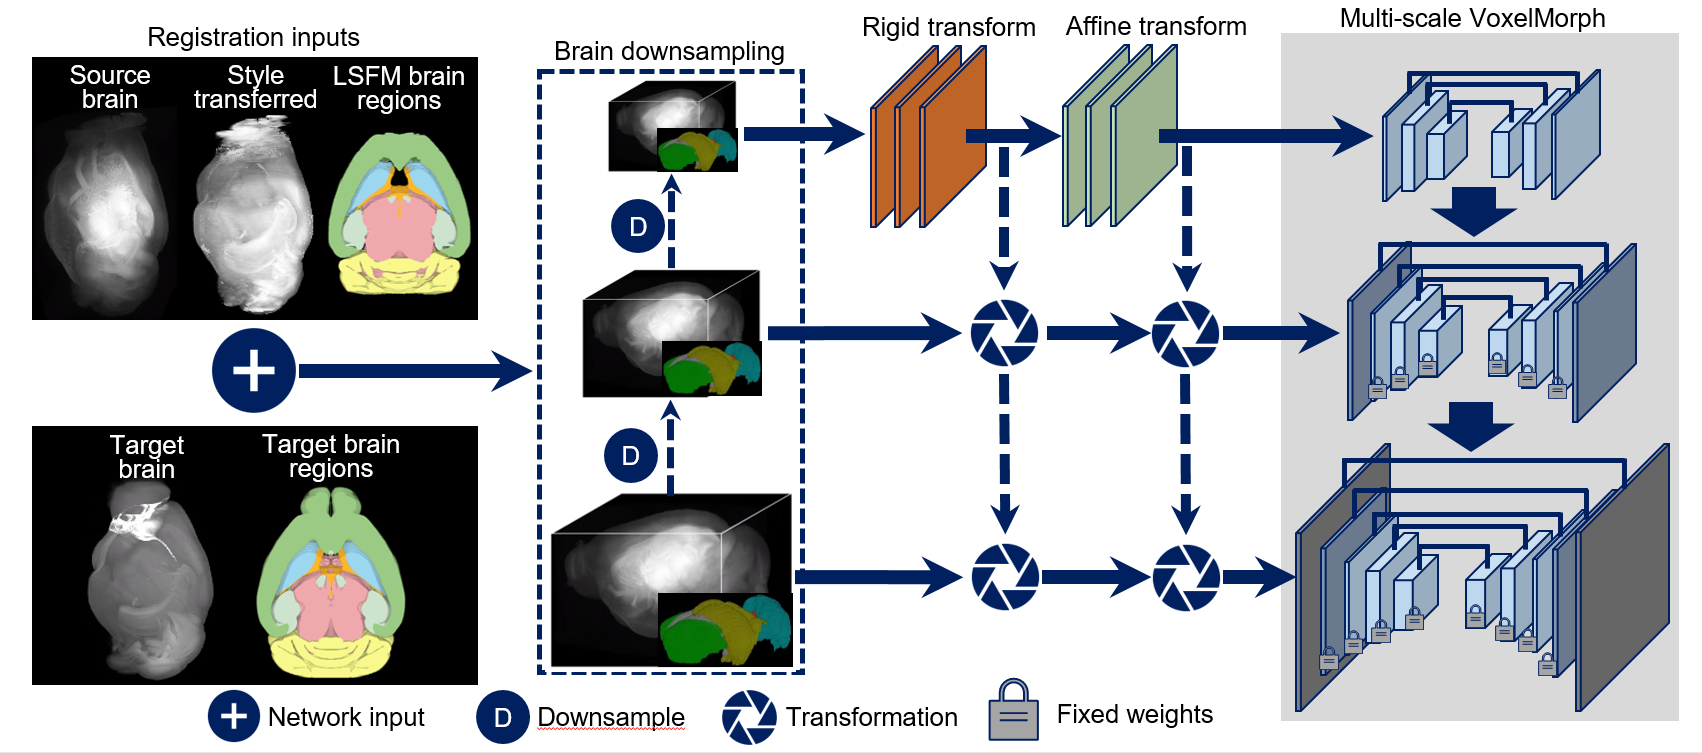 Registration inputs
Source
brain
Style
transferred
LSFM brain
regions
Target
brain
Target brain
regions
Brain downsampling
D
D
Rigid transform
Affine transform
Multi-scale VoxelMorph
Network input
D
Downsample
Transformation
Fixed weights